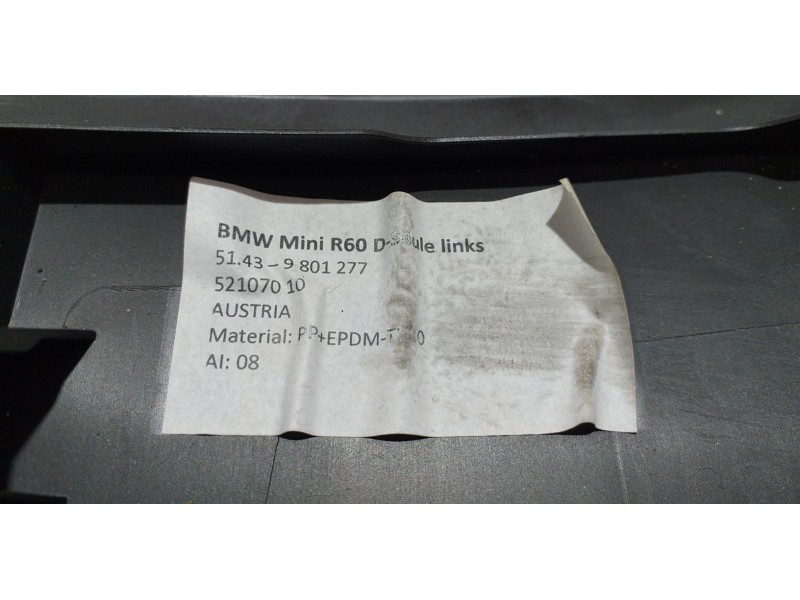 BMW Mini R60 links
51.43 - 9 801 277
521070 10
AUSTRIA
Material:
AI: 08